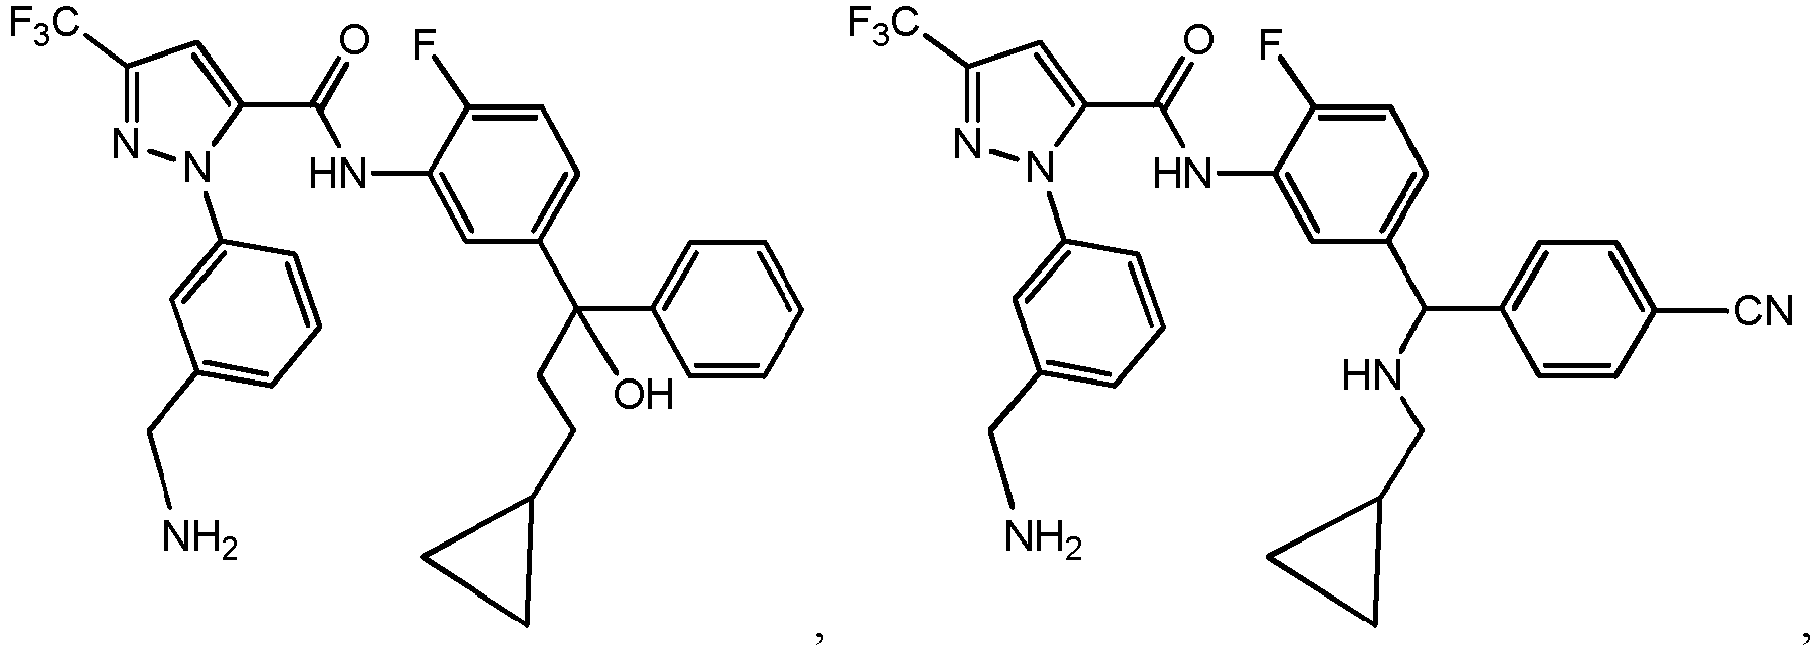 F3C O F F3C O F
N N HN N N HN
OH HN CN
NH2 NH2
, ,